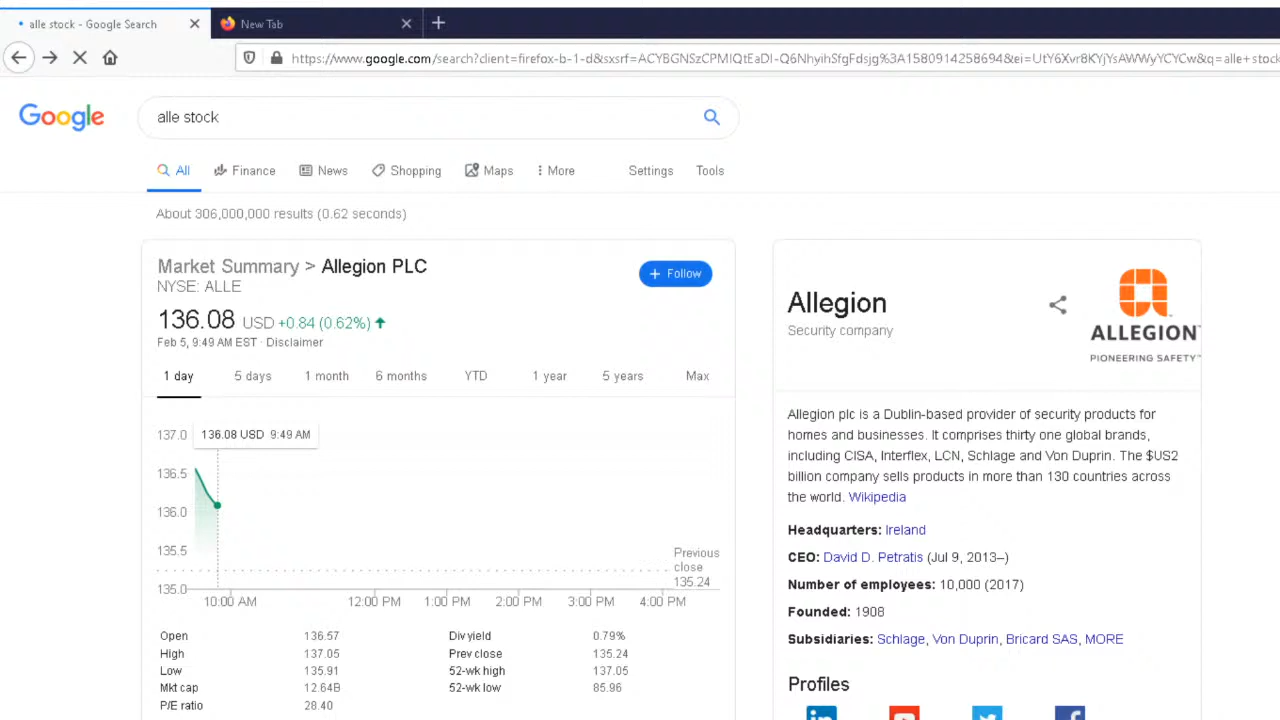 alle stock - Google Search
New Tab
https://www.google.com/search?client=firefox-b-1-d&sxsrf=ACYBGNSzCPMIQtEaDI-Q6NhyihSfgFdsjg%3A1580914258694&ei=UtY6Xvr8KYjYsAWWyYCYCw&q=alle+stock
Google
alle stock
All Finance News Shopping Maps More Settings Tools
About 306,000,000 results (0.62 seconds)
Market Summary > Allegion PLC
NYSE: ALLE
+ Follow
136.08 USD +0.84 (0.62%)
Feb 5, 9:49 AM EST · Disclaimer
1 day 5 days 1 month 6 months YTD 1 year 5 years Max
136.08 USD 9:49 AM
137.0
136.5
136.0
135.5
135.0
Previous
close
135.24
10:00 AM 12:00 PM 1:00 PM 2:00 PM 3:00 PM 4:00 PM
Open 136.57 Div yield 0.79%
High 137.05 Prev close 135.24
Low 135.91 52-wk high 137.05
Mkt cap 12.64B 52-wk low 85.96
P/E ratio 28.40
Allegion
Security company
ALLEGION
PIONEERING SAFETY™
Allegion plc is a Dublin-based provider of security products for
homes and businesses. It comprises thirty one global brands,
including CISA, Interflex, LCN, Schlage and Von Duprin. The $US2
billion company sells products in more than 130 countries across
the world. Wikipedia
Headquarters: Ireland
CEO: David D. Petratis (Jul 9, 2013–)
Number of employees: 10,000 (2017)
Founded: 1908
Subsidiaries: Schlage, Von Duprin, Bricard SAS, MORE
Profiles